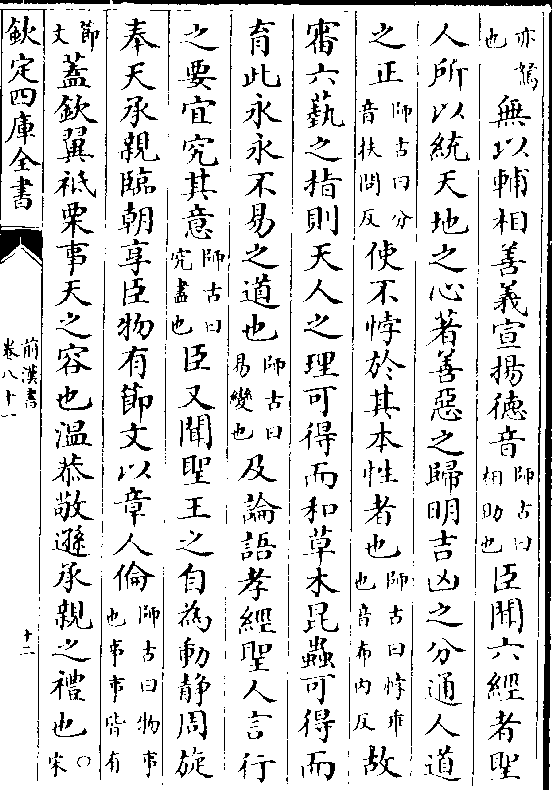 亦駑也無以輔相善義宣揚德音師古曰相助也臣聞六經者聖
人所以統天地之心著善惡之歸明吉凶之分通人道
之正師古曰分音扶問反使不悖於其本性者也師古曰悖乖也音布內反故
審六藝之指則天人之理可得而和草木昆蟲可得而
育此永永不易之道也師古曰易變也及論語孝經聖人言行
之要宜究其意師古曰究盡也臣又聞聖王之自為動静周旋
奉天承親臨朝享臣物有節文以章人倫師古曰物事也事事皆有
節文蓋欽翼祗栗事天之容也溫恭敬遜承親之禮也○宋
欽定四庫全書
前漢書
卷八十一
十二